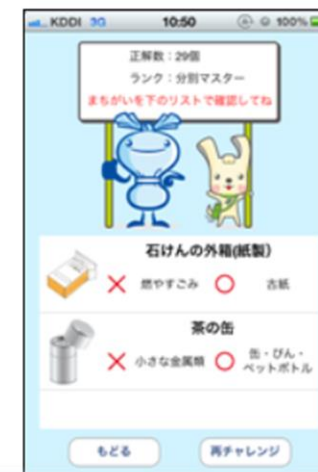 KDDI 3G 10:50 100%
正解数：29個
ランク：分別マスター
まちがいを下のリストで確認してね
石けんの外箱(紙製)
燃やすごみ 古紙
茶の缶
小さな金属類 缶・びん・
ペットボトル
もどる 再チャレンジ